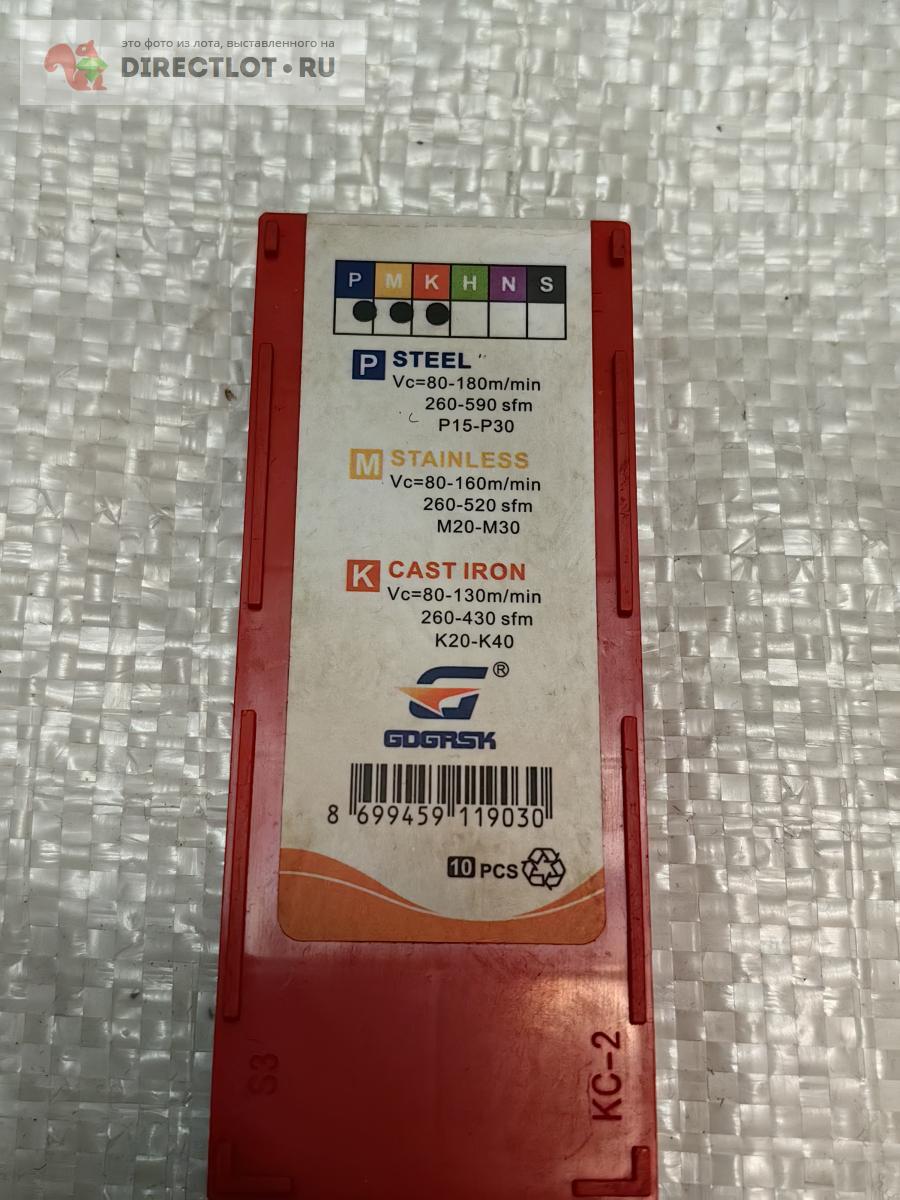 это фото из лота, выставленного на
DIRECTLOT.RU
P M K H N S
P STEEL
Vc=80-180m/min
260-590 sfm
P15-P30
M STAINLESS
Vc=80-160m/min
260-520 sfm
M20-M30
K CAST IRON
Vc=80-130m/min
260-430 sfm
K20-K40
G®
GDGRSK
8 699459 119030
10 PCS
S3
KC-2